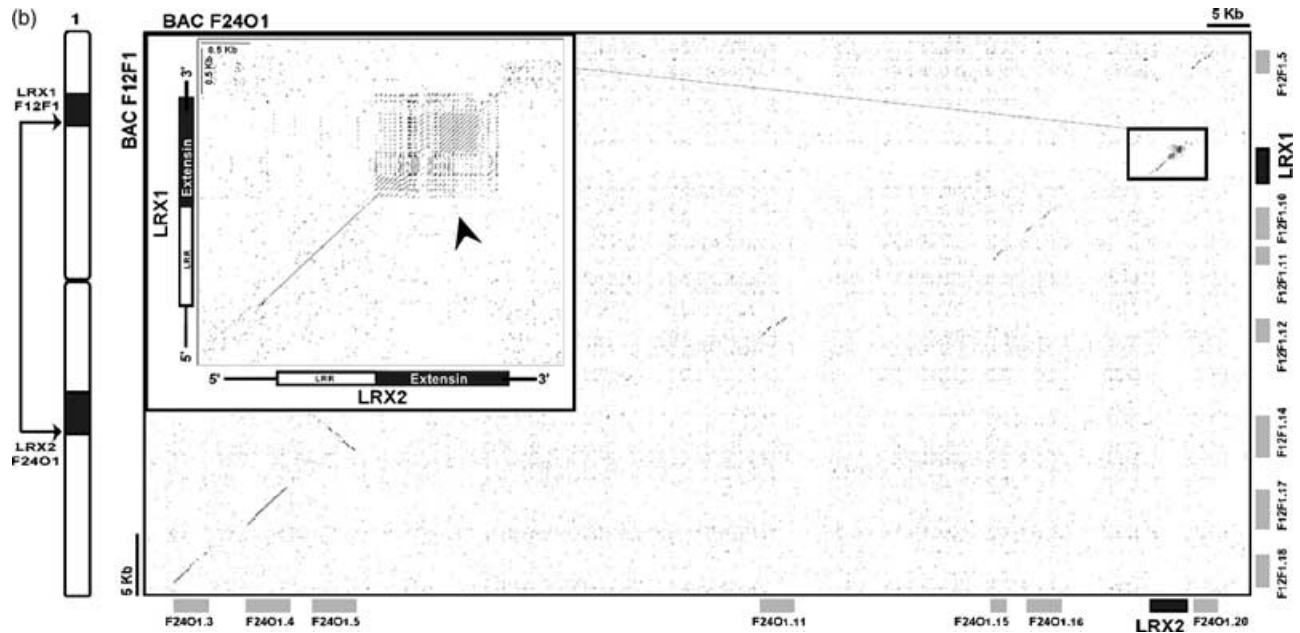 (b)
1
BAC F24O1
5 Kb
BAC F12F1
0.5 Kb
0.5 Kb
LRX1
F12F1
LRX2
F24O1
3'
Extensin
LRR
5'
LRX1
5'
LRR
Extensin
3'
LRX2
F12F1.5
LRX1
F12F1.10
F12F1.11
F12F1.12
F12F1.14
F12F1.17
F12F1.18
5 Kb
F24O1.3
F24O1.4
F24O1.5
F24O1.11
F24O1.15
F24O1.16
LRX2
F24O1.20